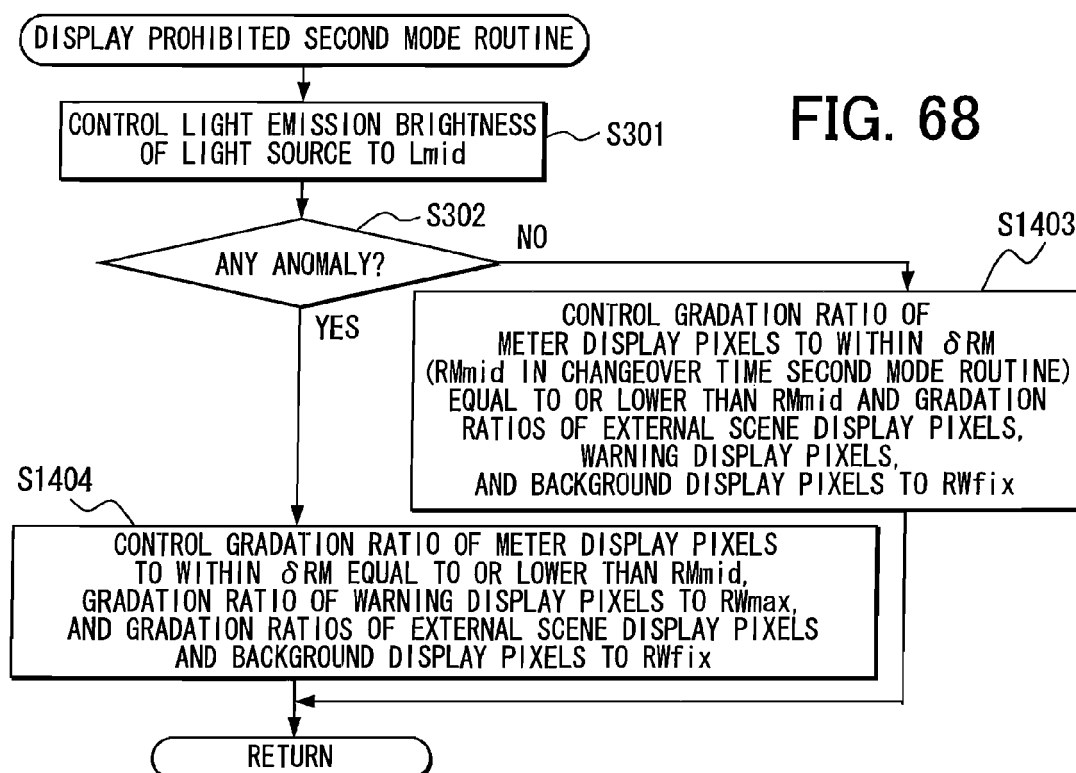 DISPLAY PROHIBITED SECOND MODE ROUTINE
FIG. 68
CONTROL LIGHT EMISSION BRIGHTNESS
OF LIGHT SOURCE TO Lmid
S301
S302
ANY ANOMALY?
NO
YES
S1403
CONTROL GRADATION RATIO OF
METER DISPLAY PIXELS TO WITHIN δRM
(RMmid IN CHANGEOVER TIME SECOND MODE ROUTINE)
EQUAL TO OR LOWER THAN RMmid AND GRADATION
RATIOS OF EXTERNAL SCENE DISPLAY PIXELS,
WARNING DISPLAY PIXELS,
AND BACKGROUND DISPLAY PIXELS TO RWfix
S1404
CONTROL GRADATION RATIO OF METER DISPLAY PIXELS
TO WITHIN δRM EQUAL TO OR LOWER THAN RMmid,
GRADATION RATIO OF WARNING DISPLAY PIXELS TO RWmax,
AND GRADATION RATIOS OF EXTERNAL SCENE DISPLAY PIXELS
AND BACKGROUND DISPLAY PIXELS TO RWfix
RETURN